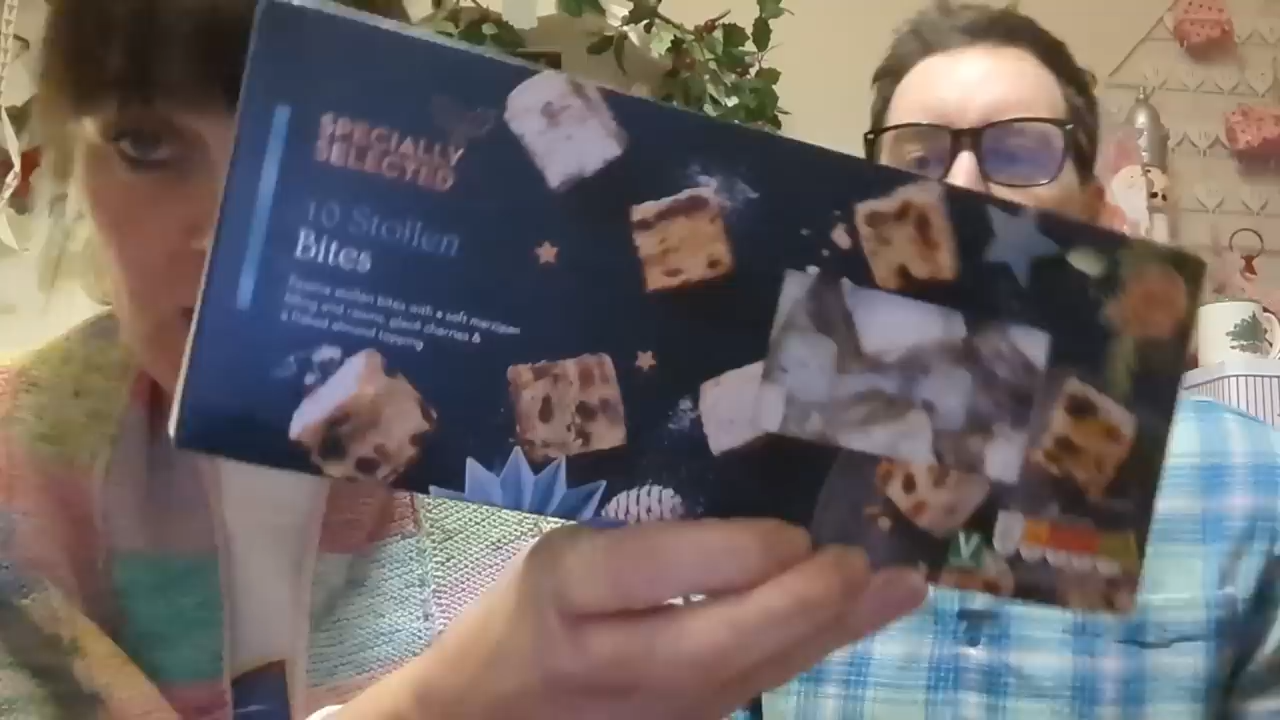 SPECIALLY
SELECTED
10 Stollen
Bites
Festive stollen bites with a soft marzipan
filling and raisins, glacé cherries &
a flaked almond topping
V